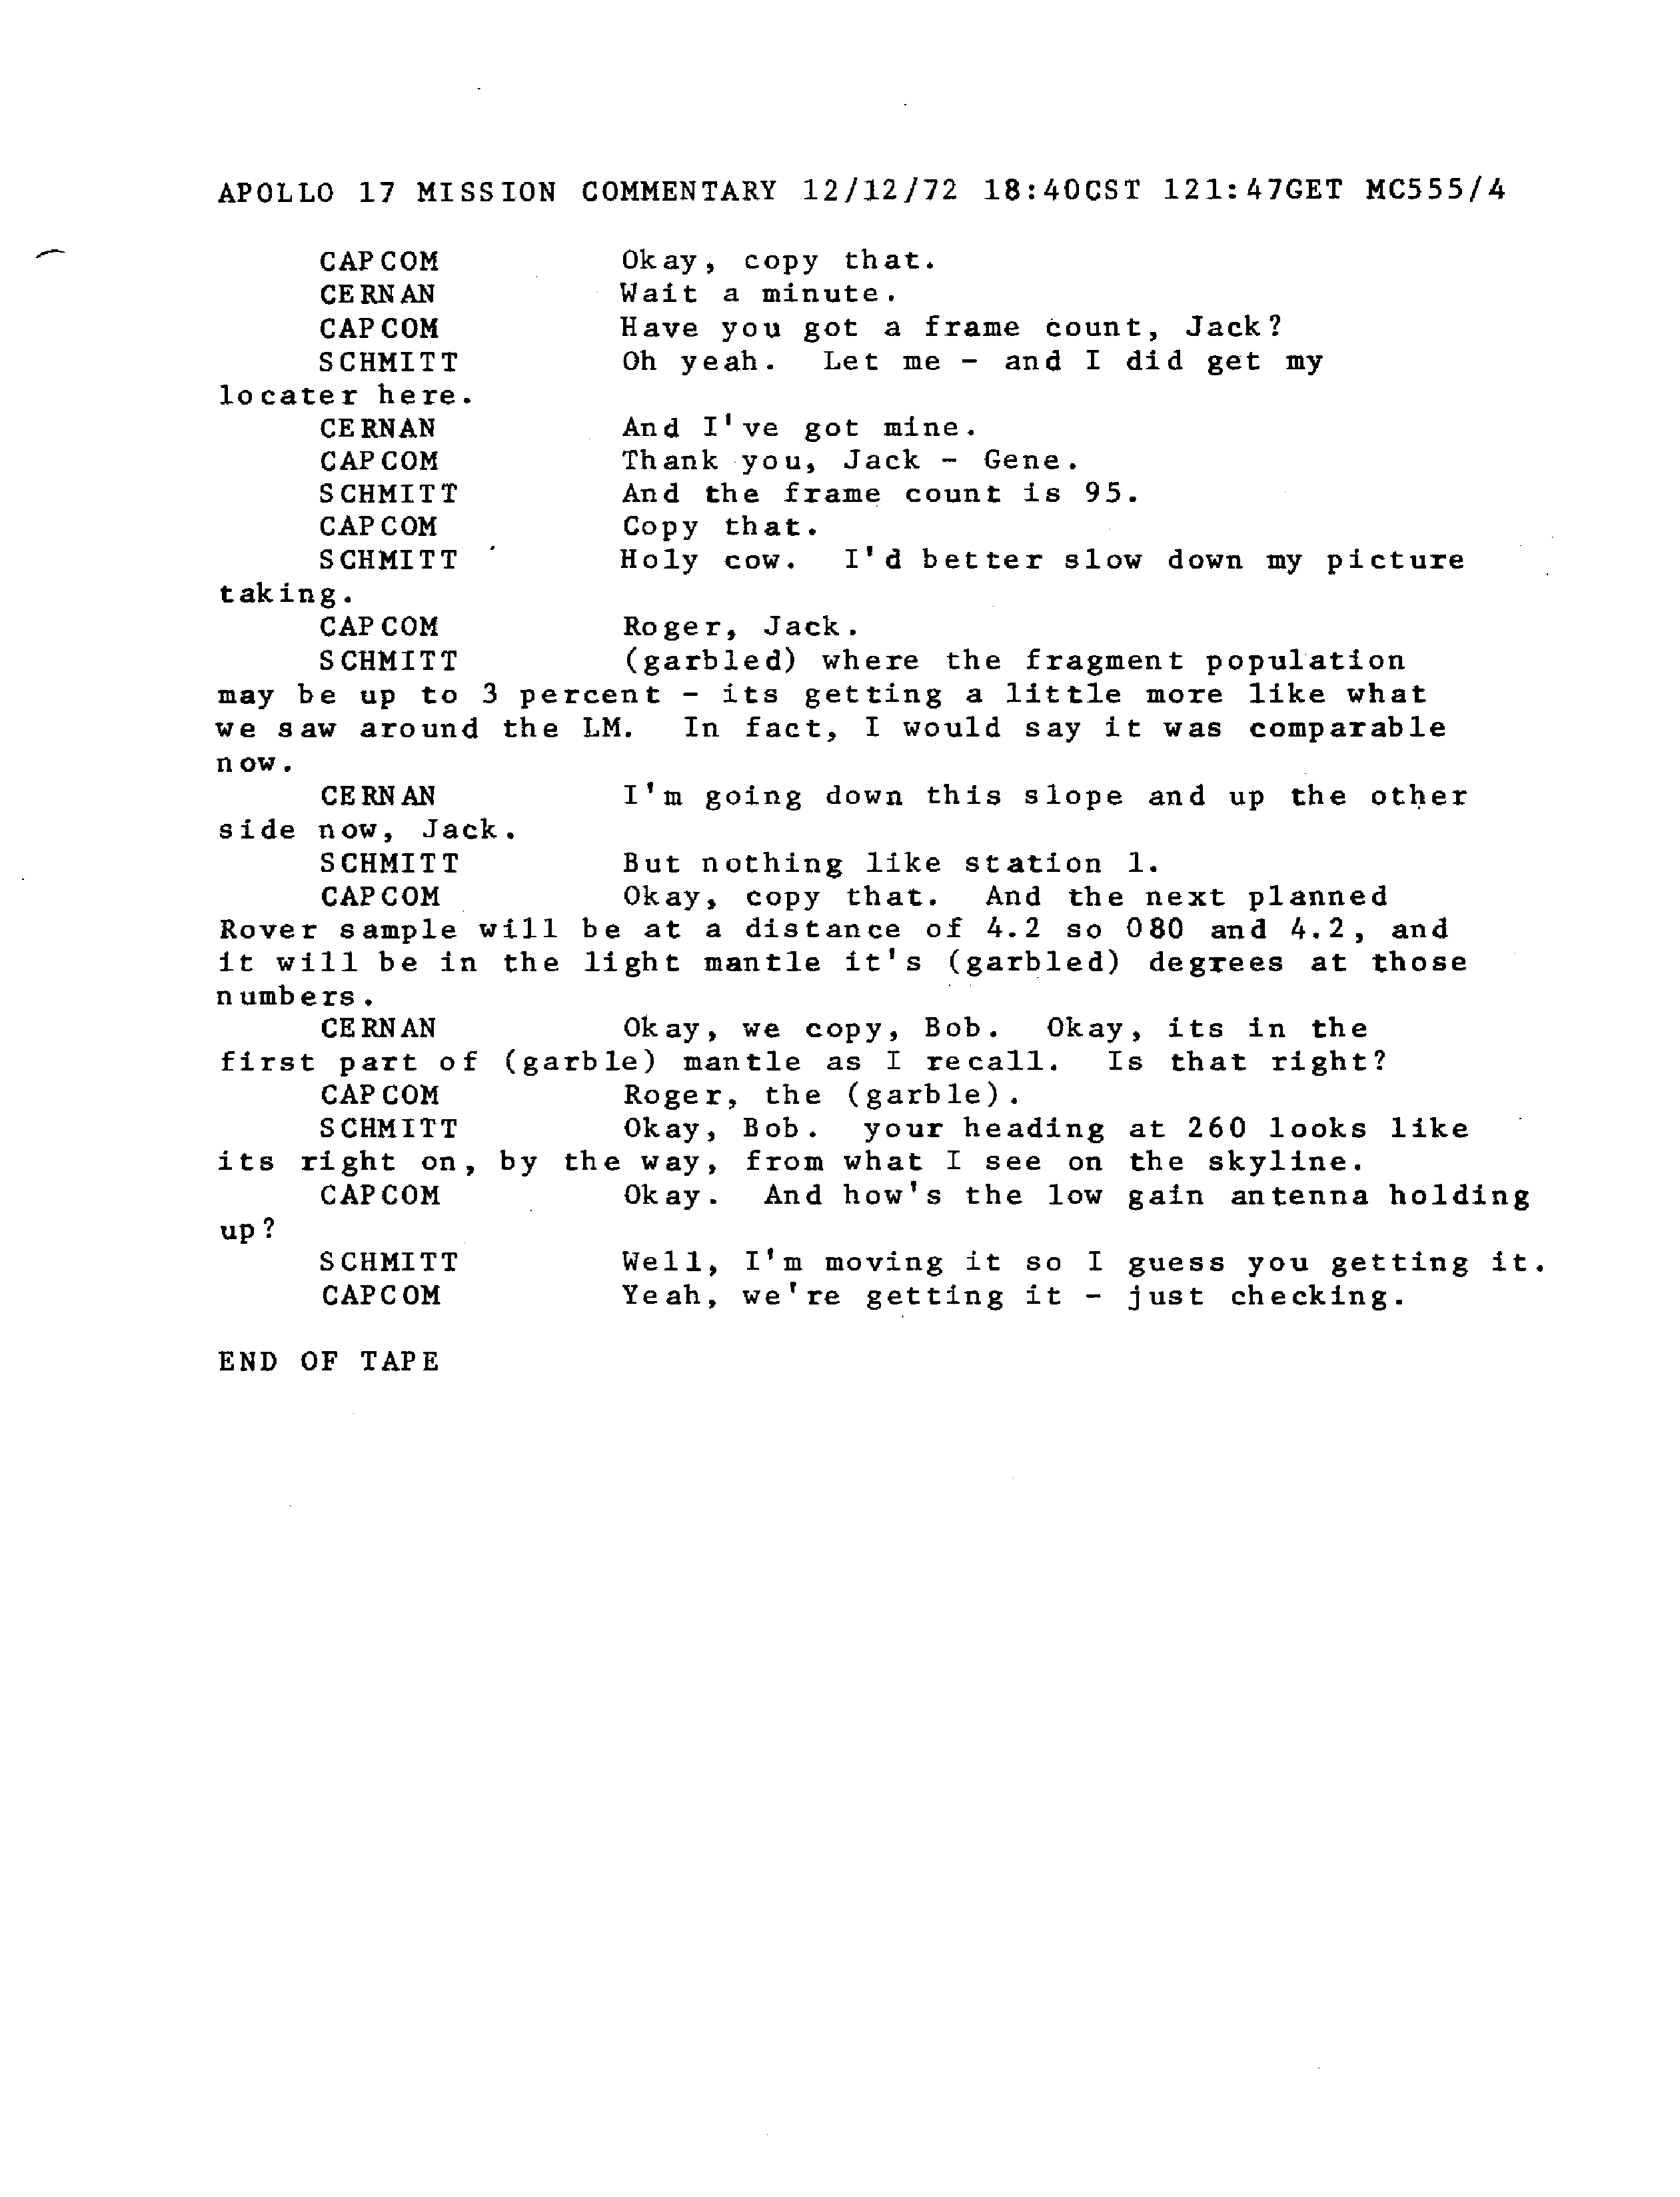 APOLLO 17 MISSION COMMENTARY 12/12/72 18:40CST 121:47GET MC555/4
CAPCOM Okay, copy that.
CERNAN Wait a minute.
CAPCOM Have you got a frame count, Jack?
SCHMITT Oh yeah. Let me - and I did get my
locater here.
CERNAN And I've got mine.
CAPCOM Thank you, Jack - Gene.
SCHMITT And the frame count is 95.
CAPCOM Copy that.
SCHMITT Holy cow. I'd better slow down my picture
taking.
CAPCOM Roger, Jack.
SCHMITT (garbled) where the fragment population
may be up to 3 percent - its getting a little more like what
we saw around the LM. In fact, I would say it was comparable
now.
CERNAN I'm going down this slope and up the other
side now, Jack.
SCHMITT But nothing like station 1.
CAPCOM Okay, copy that. And the next planned
Rover sample will be at a distance of 4.2 so 080 and 4.2, and
it will be in the light mantle it's (garbled) degrees at those
numbers.
CERNAN Okay, we copy, Bob. Okay, its in the
first part of (garble) mantle as I recall. Is that right?
CAPCOM Roger, the (garble).
SCHMITT Okay, Bob. your heading at 260 looks like
its right on, by the way, from what I see on the skyline.
CAPCOM Okay. And how's the low gain antenna holding
up?
SCHMITT Well, I'm moving it so I guess you getting it.
CAPCOM Yeah, we're getting it - just checking.
END OF TAPE